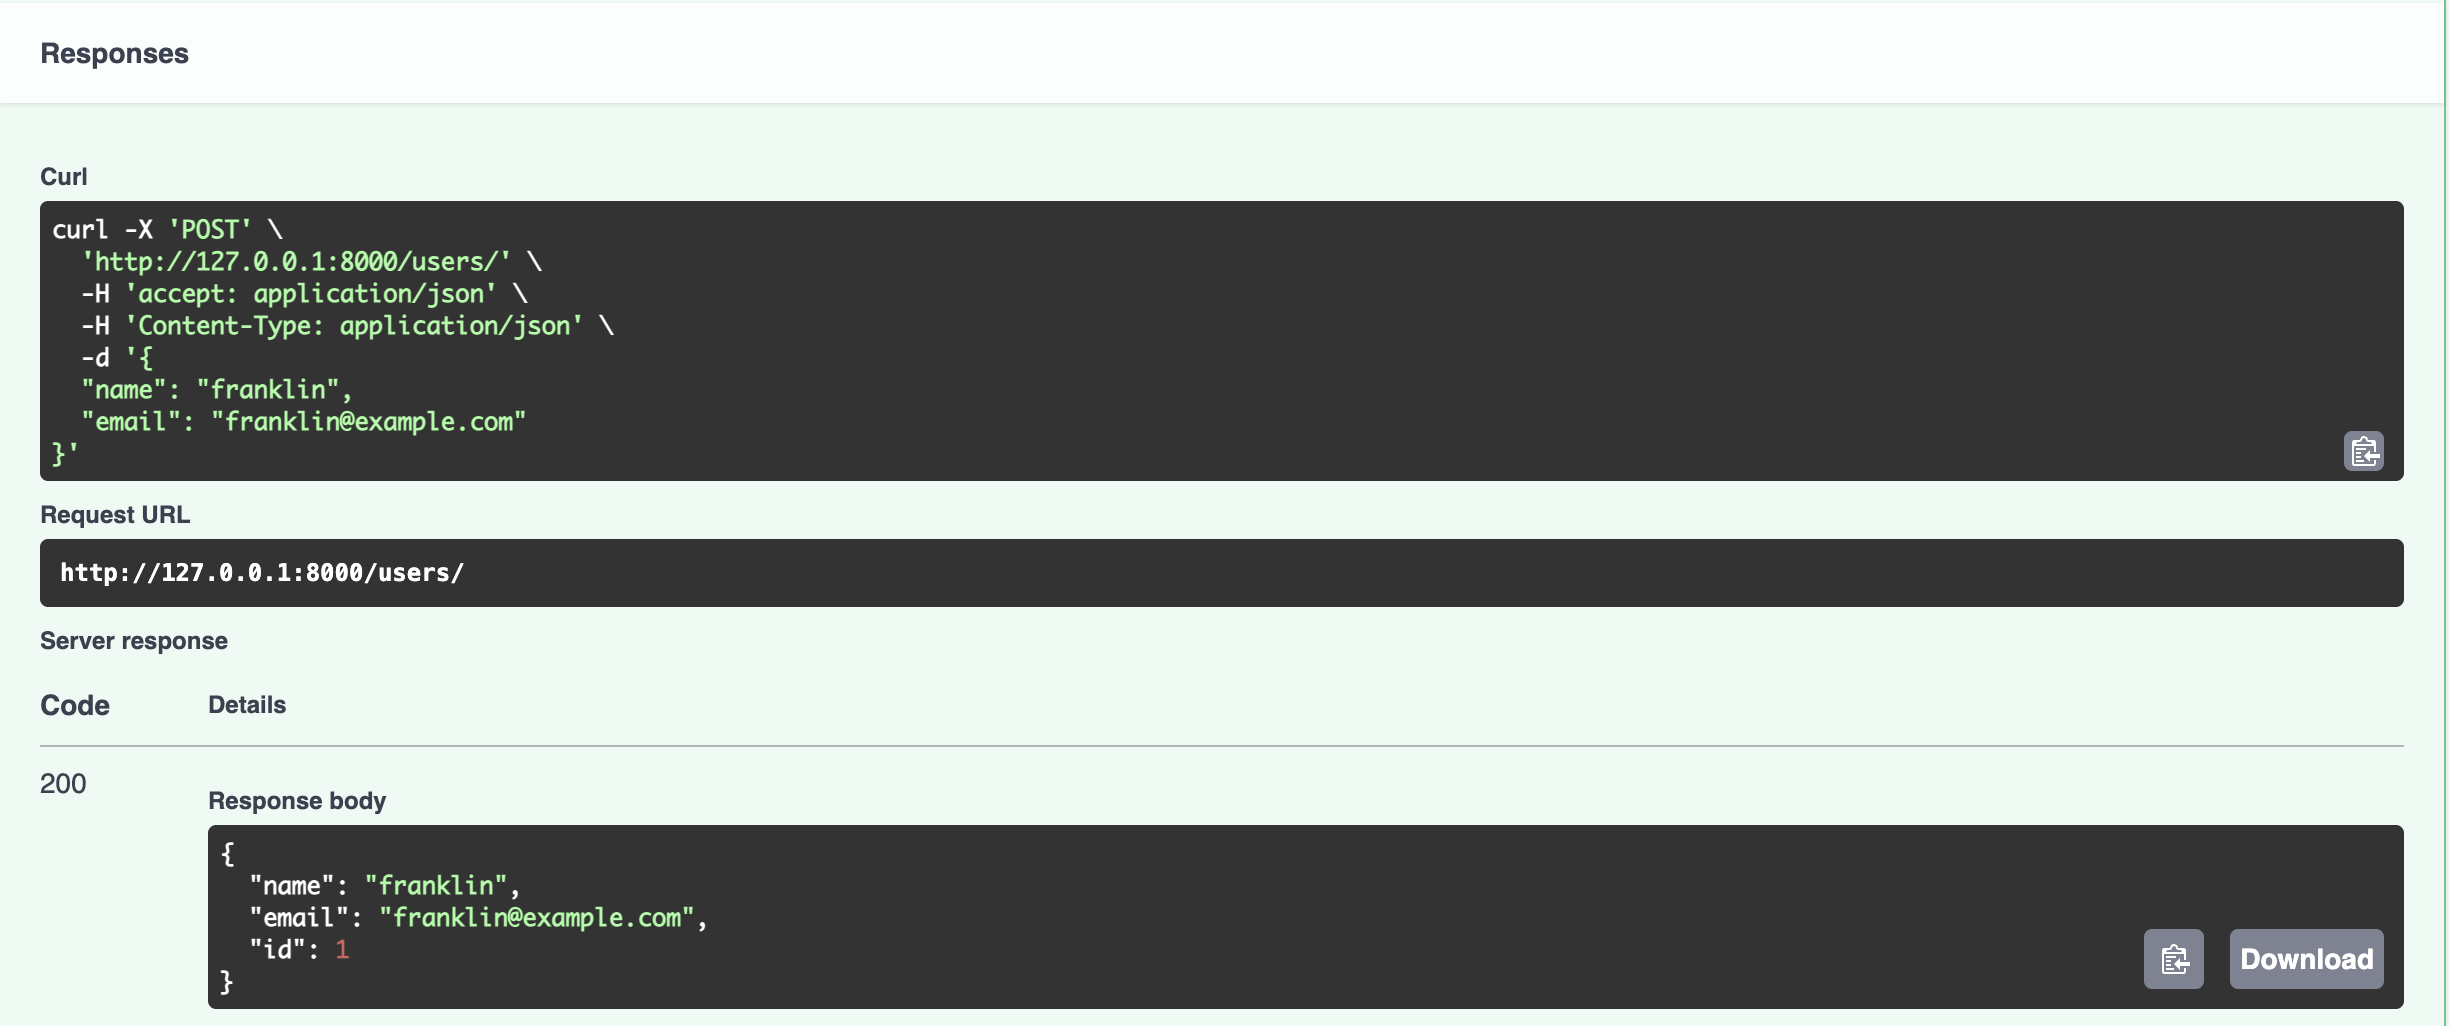 Responses
Curl
curl -X 'POST' \
  'http://127.0.0.1:8000/users/' \
  -H 'accept: application/json' \
  -H 'Content-Type: application/json' \
  -d '{
  "name": "franklin",
  "email": "franklin@example.com"
}'
Request URL
http://127.0.0.1:8000/users/
Server response
Code Details
200
Response body
{
  "name": "franklin",
  "email": "franklin@example.com",
  "id": 1
}
Download